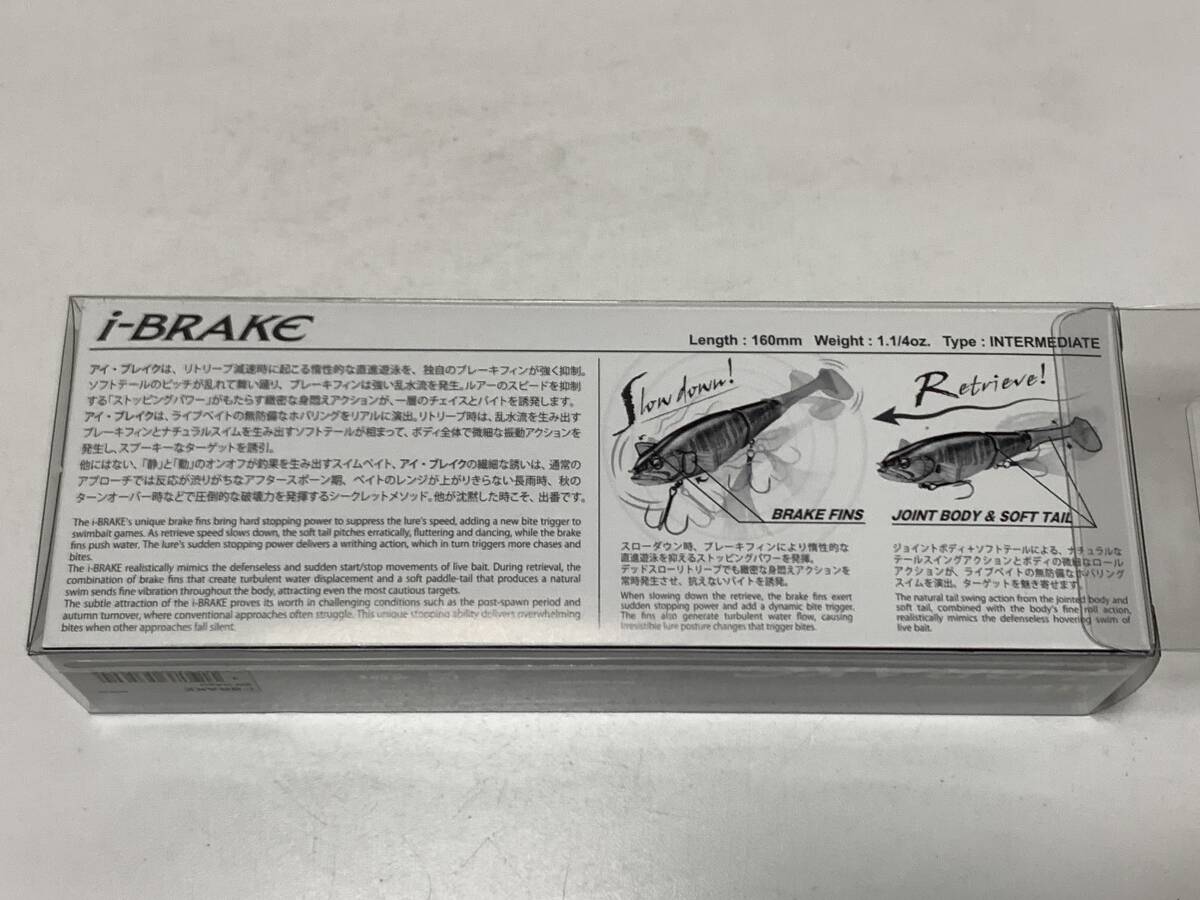 i-BRAKE
Length : 160mm Weight : 1.1/4oz. Type : INTERMEDIATE
アイ・ブレイクは、リトリーブ減速時に起こる惰性的な直進遊泳を、独自のブレーキフィンが強く抑制。
ソフトテールのピッチが乱れて舞い踊り、ブレーキフィンは強い乱水流を発生。ルアーのスピードを抑制
する「ストッピングパワー」がもたらす緻密な身悶えアクションが、一層のチェイスとバイトを誘発します。
アイ・ブレイクは、ライブベイトの無防備なホバリングをリアルに演出。リトリーブ時は、乱水流を生み出す
ブレーキフィンとナチュラルスイムを生み出すソフトテールが相まって、ボディ全体で微細な振動アクションを
発生し、スプーキーなターゲットを誘引。
他にはない、「静」と「動」のオンオフが釣果を生み出すスイムベイト、アイ・ブレイクの繊細な誘いは、通常の
アプローチでは反応が渋りがちなアフタースポーン期、ベイトのレンジが上がりきらない長雨時、秋の
ターンオーバー時などで圧倒的な破壊力を発揮するシークレットメソッド。他が沈黙した時こそ、出番です。
The i-BRAKE's unique brake fins bring hard stopping power to suppress the lure's speed, adding a new bite trigger to
swimbait games. As retrieve speed slows down, the soft tail pitches erratically, fluttering and dancing, while the brake
fins push water. The lure's sudden stopping power delivers a writhing action, which in turn triggers more chases and
bites.
The i-BRAKE realistically mimics the defenseless and sudden start/stop movements of live bait. During retrieval, the
combination of brake fins that create turbulent water displacement and a soft paddle-tail that produces a natural
swim sends fine vibration throughout the body, attracting even the most cautious targets.
The subtle attraction of the i-BRAKE proves its worth in challenging conditions such as the post-spawn period and
autumn turnover, where conventional approaches often struggle. This unique stopping ability delivers overwhelming
bites when other approaches fall silent.
Slow down!
BRAKE FINS
スローダウン時、ブレーキフィンにより惰性的な
直進遊泳を抑えるストッピングパワーを発揮。
デッドスローリトリーブでも緻密な身悶えアクションを
常時発生させ、抗えないバイトを誘発。
When slowing down the retrieve, the brake fins exert
sudden stopping power and add a dynamic bite trigger.
The fins also generate turbulent water flow, causing
irresistible lure posture changes that trigger bites.
Retrieve!
JOINT BODY & SOFT TAIL
ジョイントボディ+ソフトテールによる、ナチュラルな
テールスイングアクションとボディの微細なロール
アクションが、ライブベイトの無防備なホバリング
スイムを演出。ターゲットを魅き寄せます。
The natural tail swing action from the jointed body and
soft tail, combined with the body's fine roll action,
realistically mimics the defenseless hovering swim of
live bait.
i-BRAKE